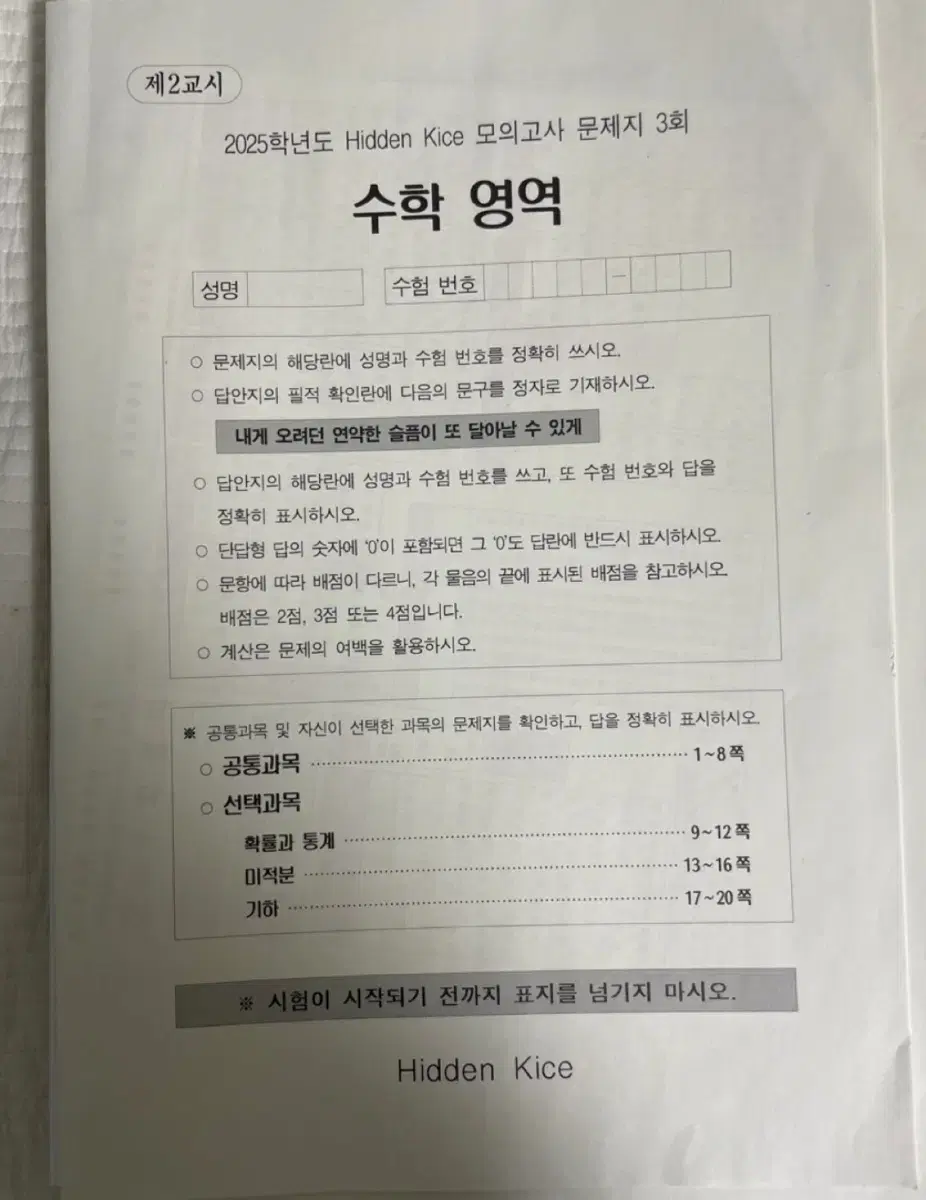 제2교시
2025학년도 Hidden Kice 모의고사 문제지 3회
수학 영역
성명 수험 번호 –
○ 문제지의 해당란에 성명과 수험 번호를 정확히 쓰시오.
○ 답안지의 필적 확인란에 다음의 문구를 정자로 기재하시오.
내게 오려던 연약한 슬픔이 또 달아날 수 있게
○ 답안지의 해당란에 성명과 수험 번호를 쓰고, 또 수험 번호와 답을
정확히 표시하시오.
○ 단답형 답의 숫자에 '0'이 포함되면 그 '0'도 답란에 반드시 표시하시오.
○ 문항에 따라 배점이 다르니, 각 물음의 끝에 표시된 배점을 참고하시오.
배점은 2점, 3점 또는 4점입니다.
○ 계산은 문제의 여백을 활용하시오.
※ 공통과목 및 자신이 선택한 과목의 문제지를 확인하고, 답을 정확히 표시하시오.
○ 공통과목 ········ 1~8쪽
○ 선택과목
확률과 통계 ········ 9~12쪽
미적분 ········ 13~16쪽
기하 ········ 17~20쪽
※ 시험이 시작되기 전까지 표지를 넘기지 마시오.
Hidden Kice